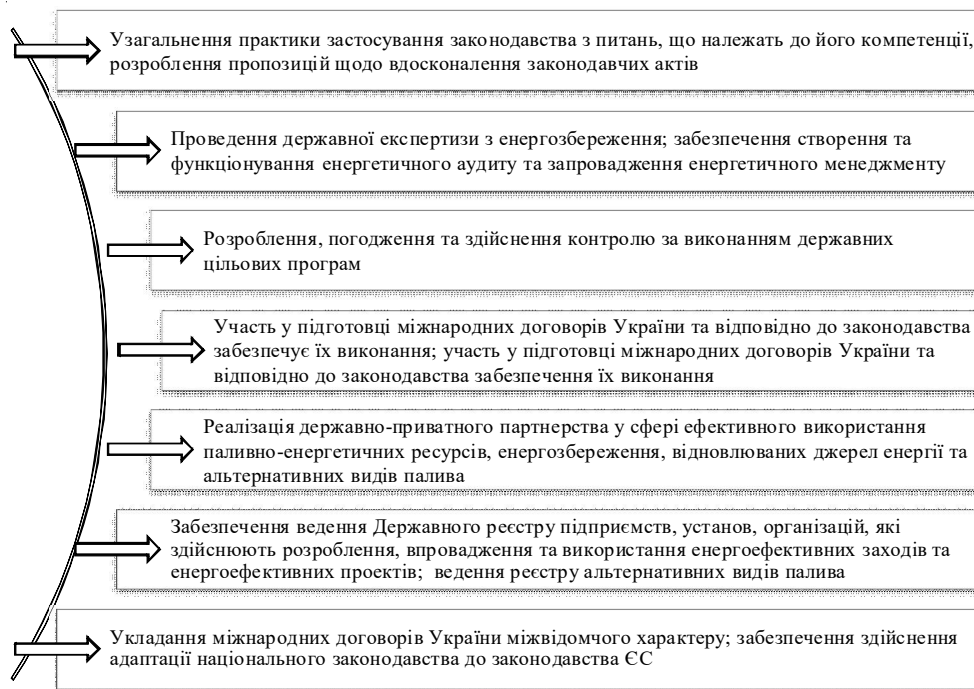 Узагальнення практики застосування законодавства з питань, що належать до його компетенції,
розроблення пропозицій щодо вдосконалення законодавчих актів
Проведення державної експертизи з енергозбереження; забезпечення створення та
функціонування енергетичного аудиту та запровадження енергетичного менеджменту
Розроблення, погодження та здійснення контролю за виконанням державних
цільових програм
Участь у підготовці міжнародних договорів України та відповідно до законодавства
забезпечує їх виконання; участь у підготовці міжнародних договорів України та
відповідно до законодавства забезпечення їх виконання
Реалізація державно-приватного партнерства у сфері ефективного використання
паливно-енергетичних ресурсів, енергозбереження, відновлюваних джерел енергії та
альтернативних видів палива
Забезпечення ведення Державного реєстру підприємств, установ, організацій, які
здійснюють розроблення, впровадження та використання енергоефективних заходів та
енергоефективних проектів; ведення реєстру альтернативних видів палива
Укладання міжнародних договорів України міжвідомчого характеру; забезпечення здійснення
адаптації національного законодавства до законодавства ЄС